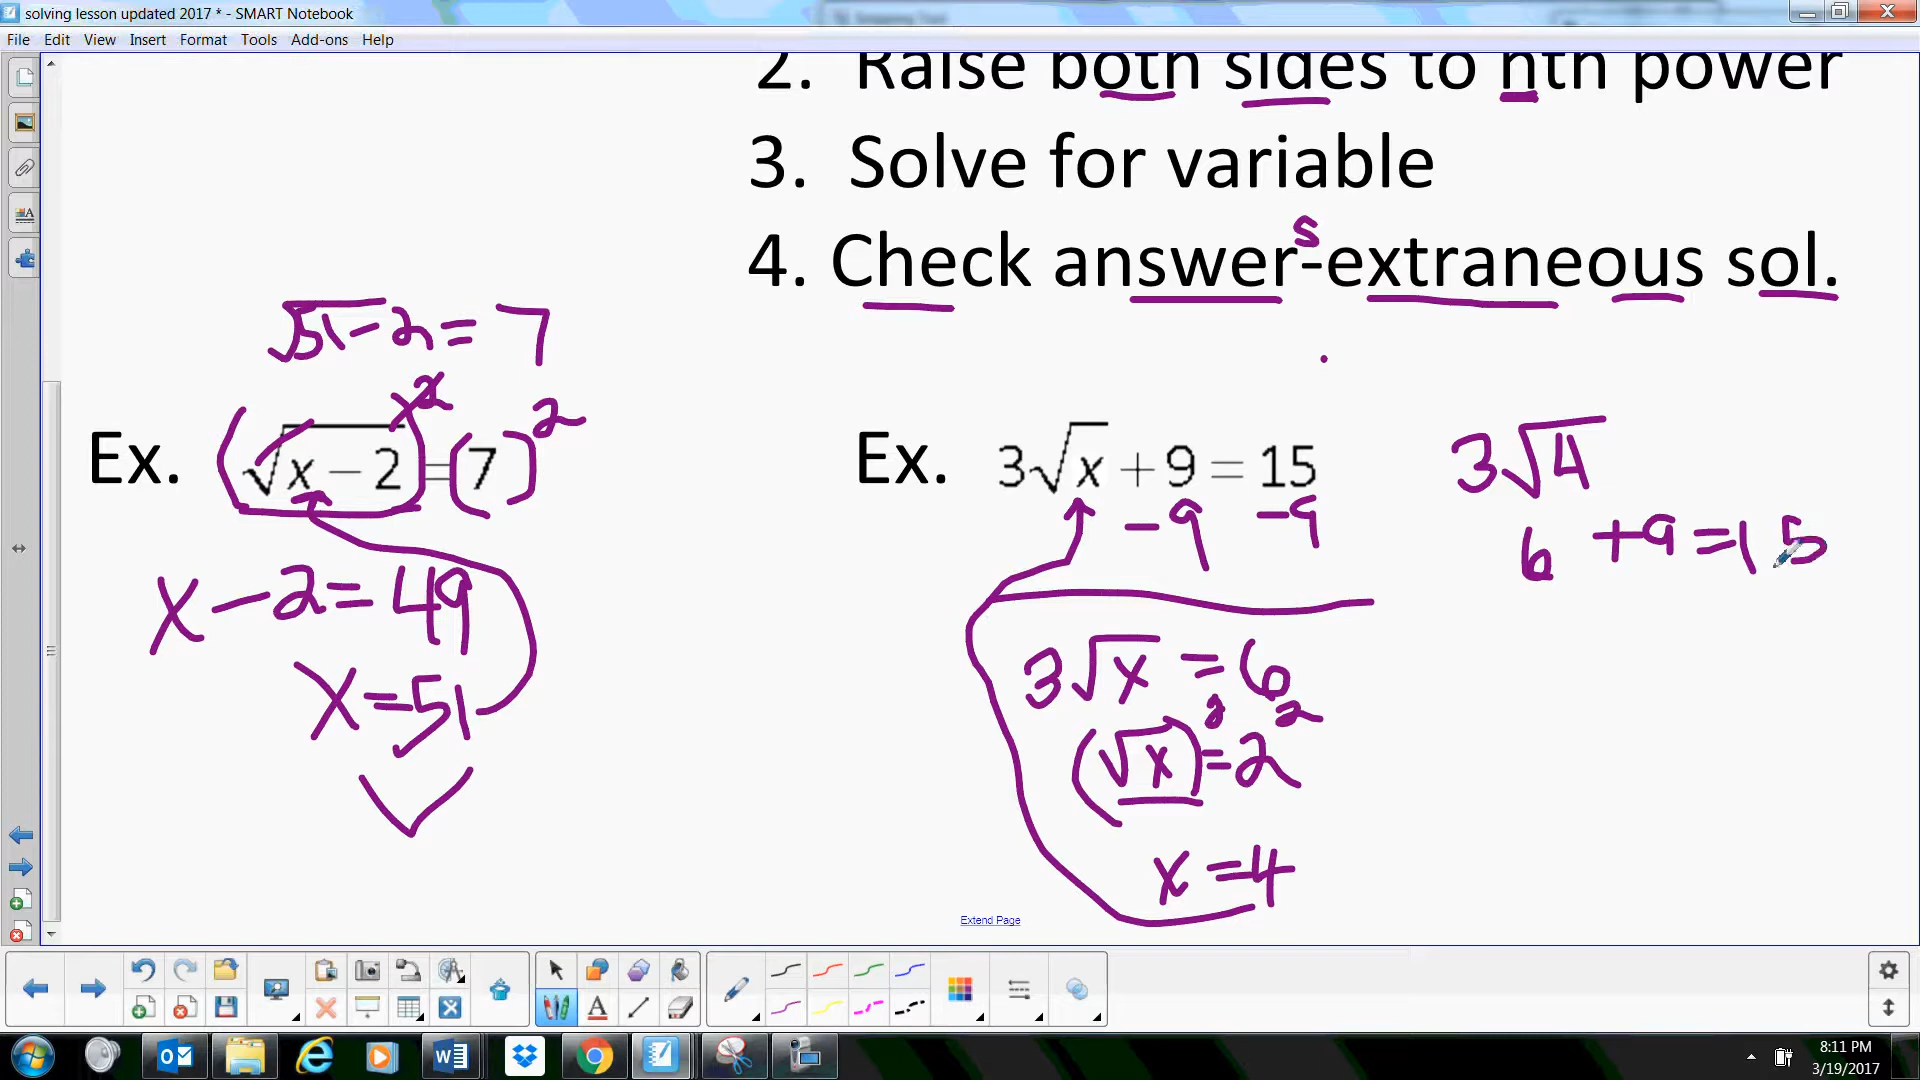 solving lesson updated 2017 * - SMART Notebook
File Edit View Insert Format Tools Add-ons Help
2. Raise both sides to nth power
3. Solve for variable
4. Check answers-extraneous sol.
√51-2 = 7
Ex. (√x − 2)² = (7)²
x - 2 = 49
x = 51
Ex. 3√x + 9 = 15
-9 -9
3√x = 6
(√x)² = 2²
x = 4
3√4
6 +9 = 15
Extend Page
8:11 PM
3/19/2017